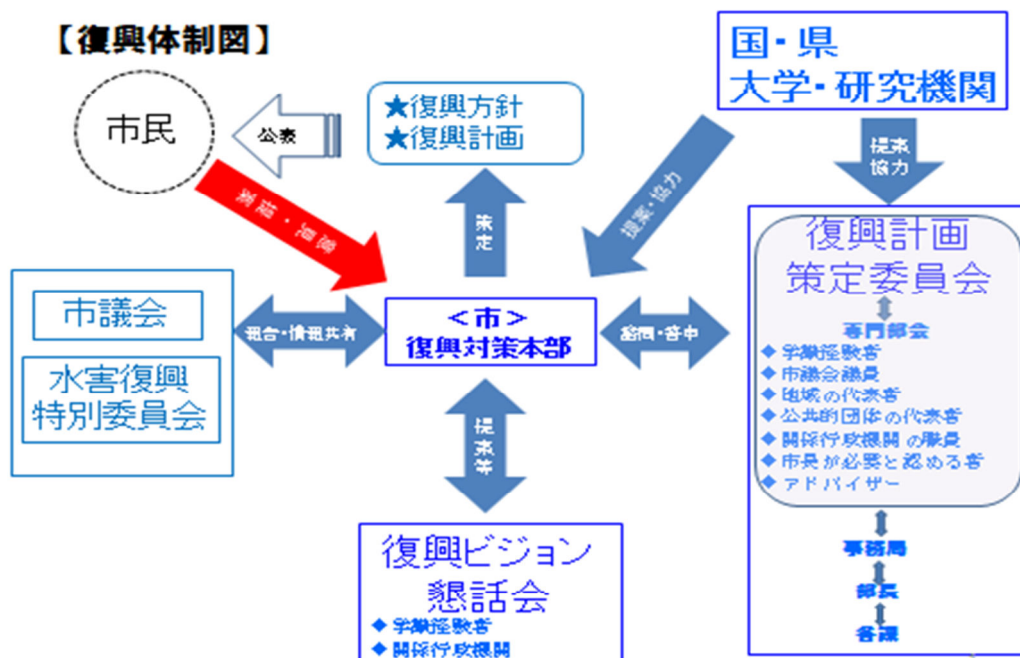 【復興体制図】
国・県
大学・研究機関
市民
公表
★復興方針
★復興計画
提案
協力
意見・提案
策定
提案・協力
復興計画
策定委員会
専門部会
◆学識経験者
◆市議会議員
◆地域の代表者
◆公共的団体の代表者
◆関係行政機関の職員
◆市長が必要と認める者
◆アドバイザー
事務局
部長
各課
市議会
水害復興
特別委員会
・情報共有
<市>
復興対策本部
諮問・答申
提案等
復興ビジョン
懇話会
◆学識経験者
◆関係行政機関